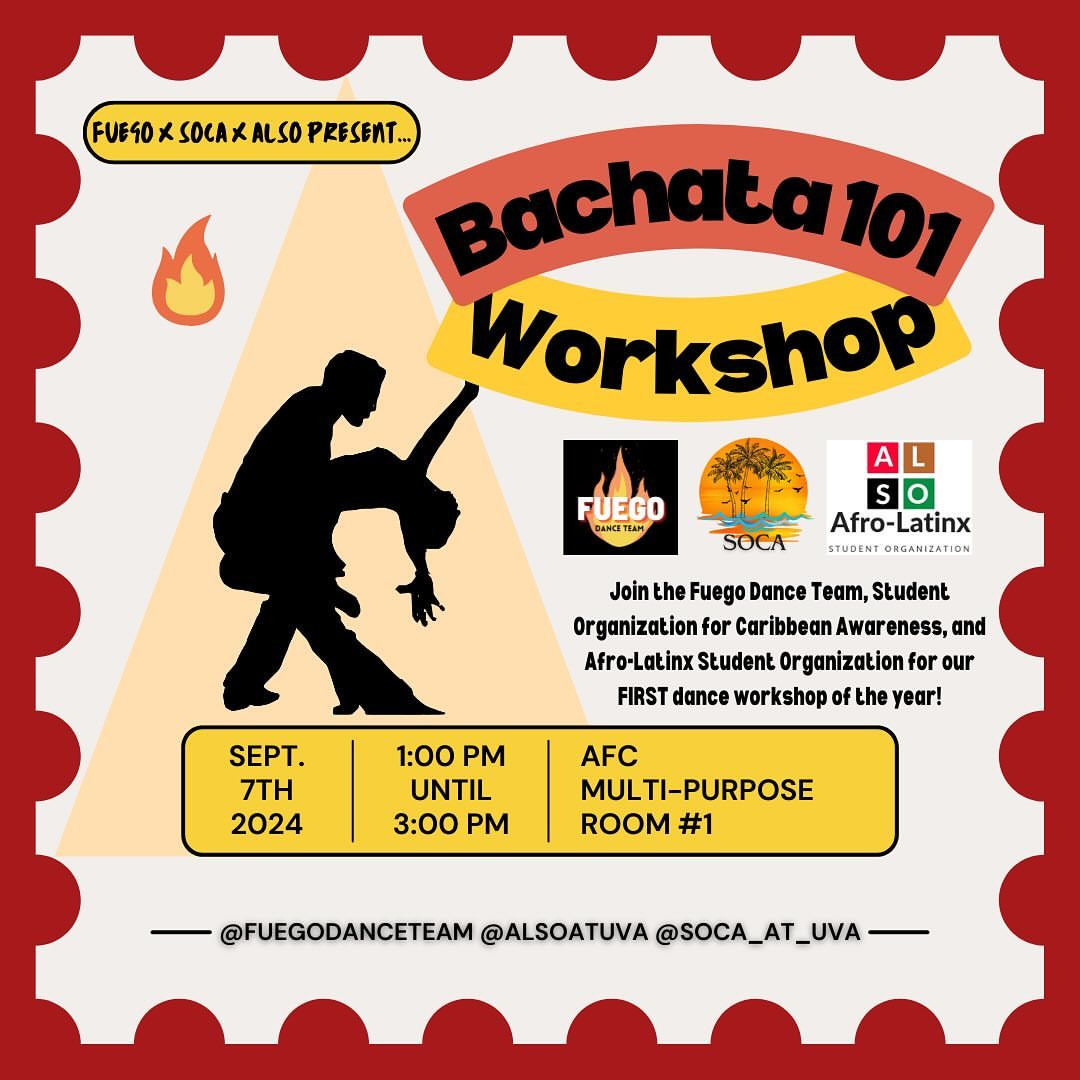 FUEGO X SOCA X ALSO PRESENT...
Bachata 101
Workshop
FUEGO
DANCE TEAM
SOCA
A L
S O
Afro-Latinx
STUDENT ORGANIZATION
Join the Fuego Dance Team, Student
Organization for Caribbean Awareness, and
Afro-Latinx Student Organization for our
FIRST dance workshop of the year!
SEPT.
7TH
2024
1:00 PM
UNTIL
3:00 PM
AFC
MULTI-PURPOSE
ROOM #1
@FUEGODANCETEAM @ALSOATUVA @SOCA_AT_UVA